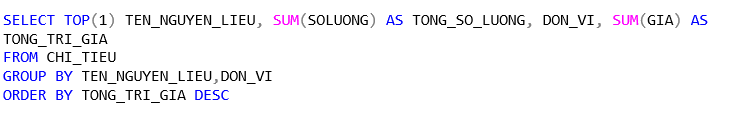 SELECT TOP(1) TEN_NGUYEN_LIEU, SUM(SOLUONG) AS TONG_SO_LUONG, DON_VI, SUM(GIA) AS
TONG_TRI_GIA
FROM CHI_TIEU
GROUP BY TEN_NGUYEN_LIEU,DON_VI
ORDER BY TONG_TRI_GIA DESC